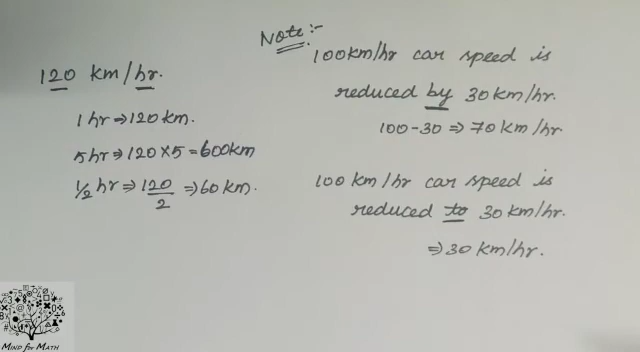 120 km/hr.
1 hr ⇒ 120 km.
5 hr ⇒ 120 × 5 = 600km
1/2 hr ⇒ 120/2 ⇒ 60 km.
Note :-
100km/hr car speed is
reduced by 30 km/hr.
100-30 ⇒ 70 km/hr
100 km/hr car speed is
reduced to 30 km/hr.
⇒ 30 km/hr.
MIND for MATH